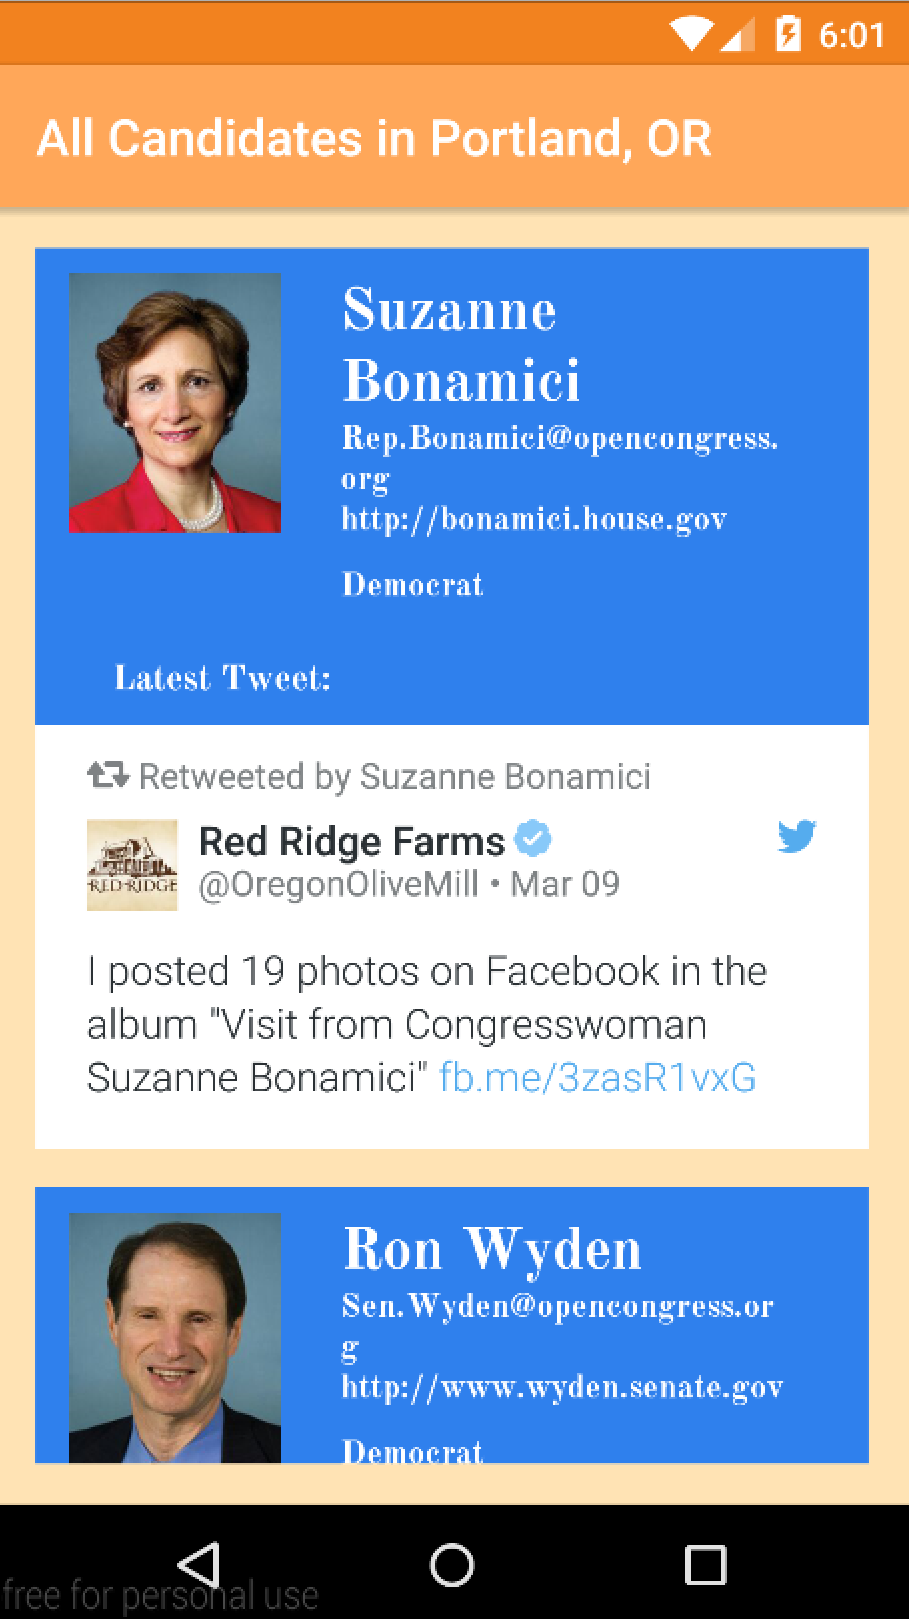 6:01
All Candidates in Portland, OR
Suzanne
Bonamici
Rep.Bonamici@opencongress.
org
http://bonamici.house.gov
Democrat
Latest Tweet:
Retweeted by Suzanne Bonamici
Red Ridge Farms
@OregonOliveMill • Mar 09
RED RIDGE
I posted 19 photos on Facebook in the
album "Visit from Congresswoman
Suzanne Bonamici" fb.me/3zasR1vxG
Ron Wyden
Sen.Wyden@opencongress.or
g
http://www.wyden.senate.gov
Democrat
free for personal use